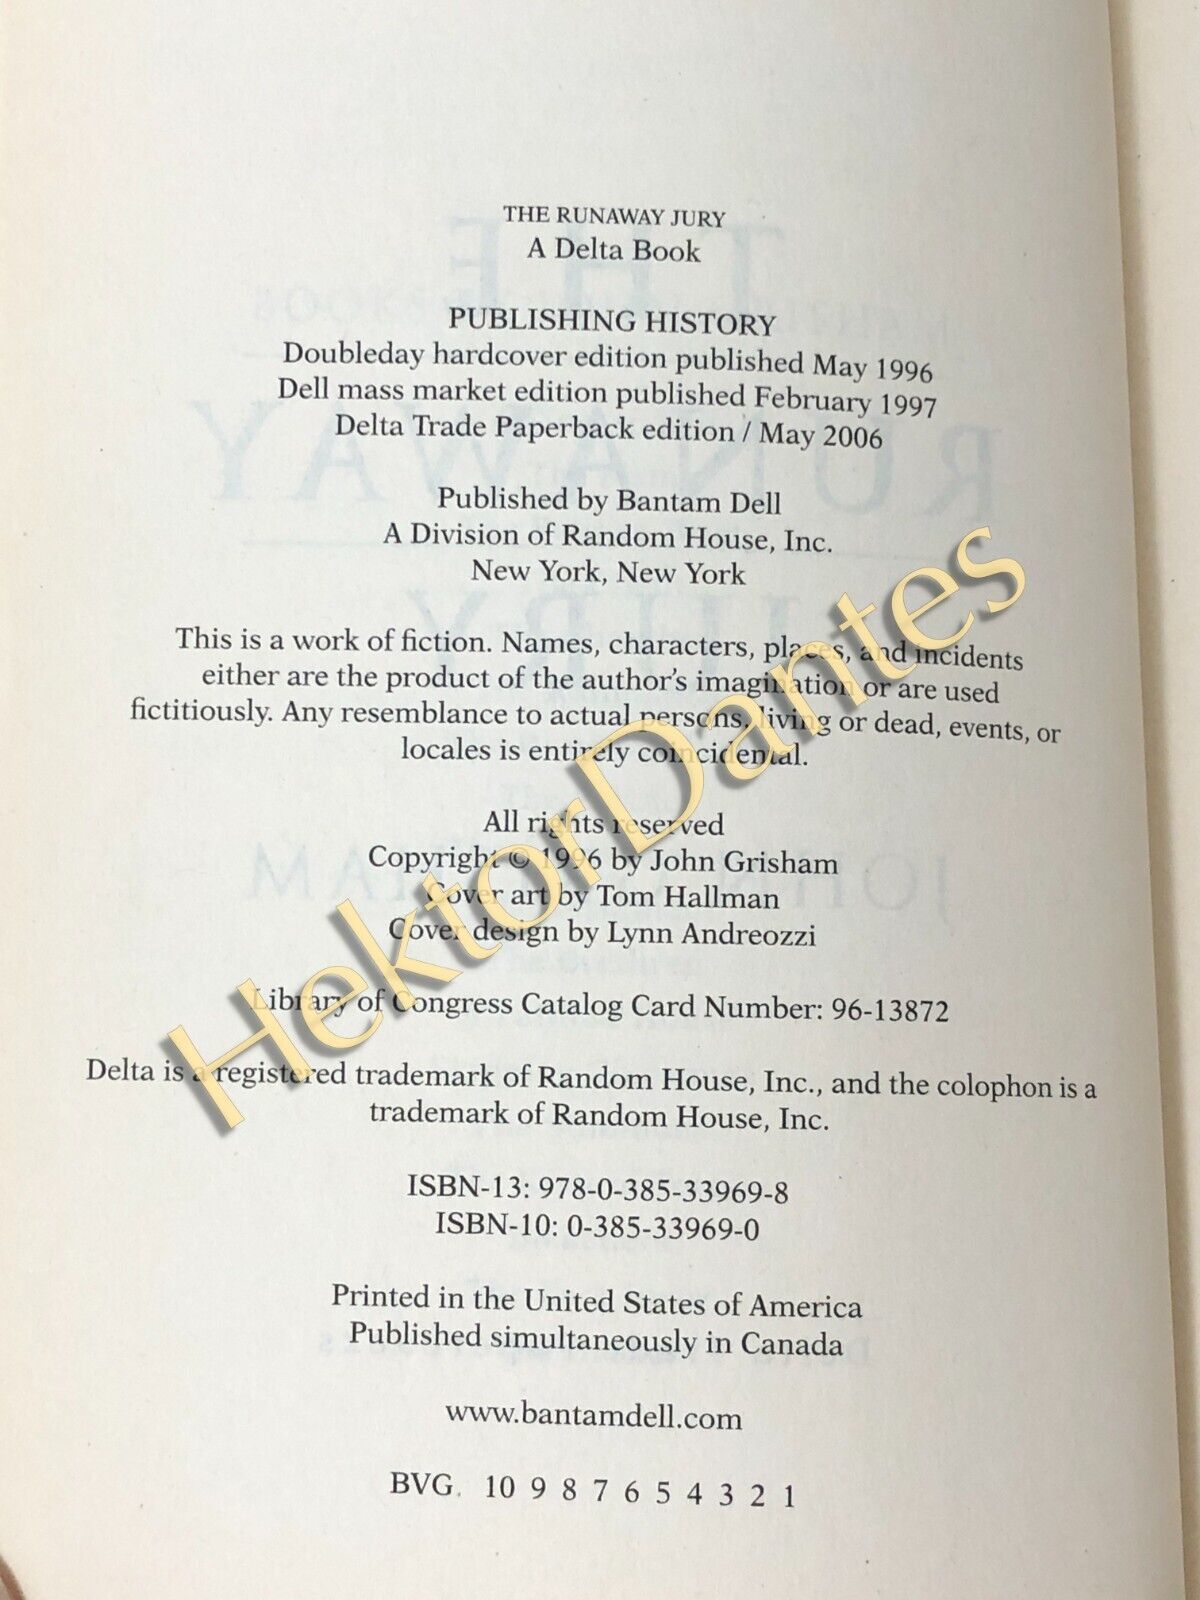 THE RUNAWAY JURY
A Delta Book
PUBLISHING HISTORY
Doubleday hardcover edition published May 1996
Dell mass market edition published February 1997
Delta Trade Paperback edition / May 2006
Published by Bantam Dell
A Division of Random House, Inc.
New York, New York
This is a work of fiction. Names, characters, places, and incidents
either are the product of the author's imagination or are used
fictitiously. Any resemblance to actual persons, living or dead, events, or
locales is entirely coincidental.
All rights reserved
Copyright © 1996 by John Grisham
Cover art by Tom Hallman
Cover design by Lynn Andreozzi
Library of Congress Catalog Card Number: 96-13872
Delta is a registered trademark of Random House, Inc., and the colophon is a
trademark of Random House, Inc.
ISBN-13: 978-0-385-33969-8
ISBN-10: 0-385-33969-0
Printed in the United States of America
Published simultaneously in Canada
www.bantamdell.com
BVG 10 9 8 7 6 5 4 3 2 1
HektorDantes